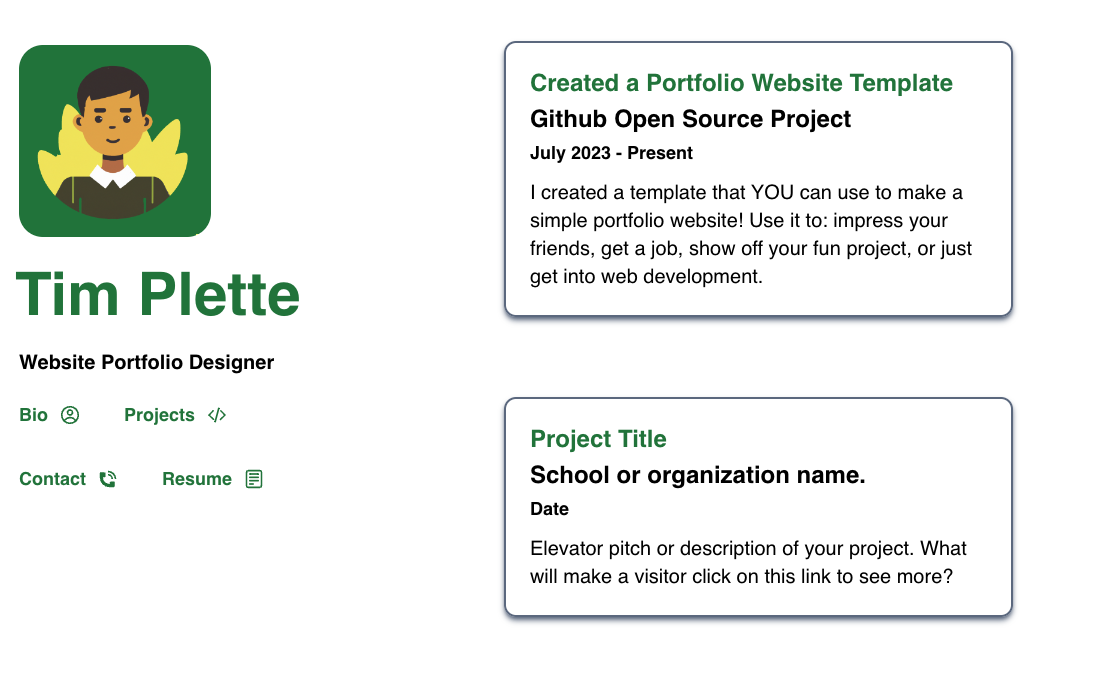 Tim Plette
Website Portfolio Designer
Bio
Projects
Contact
Resume
Created a Portfolio Website Template
Github Open Source Project
July 2023 - Present
I created a template that YOU can use to make a
simple portfolio website! Use it to: impress your
friends, get a job, show off your fun project, or just
get into web development.
Project Title
School or organization name.
Date
Elevator pitch or description of your project. What
will make a visitor click on this link to see more?